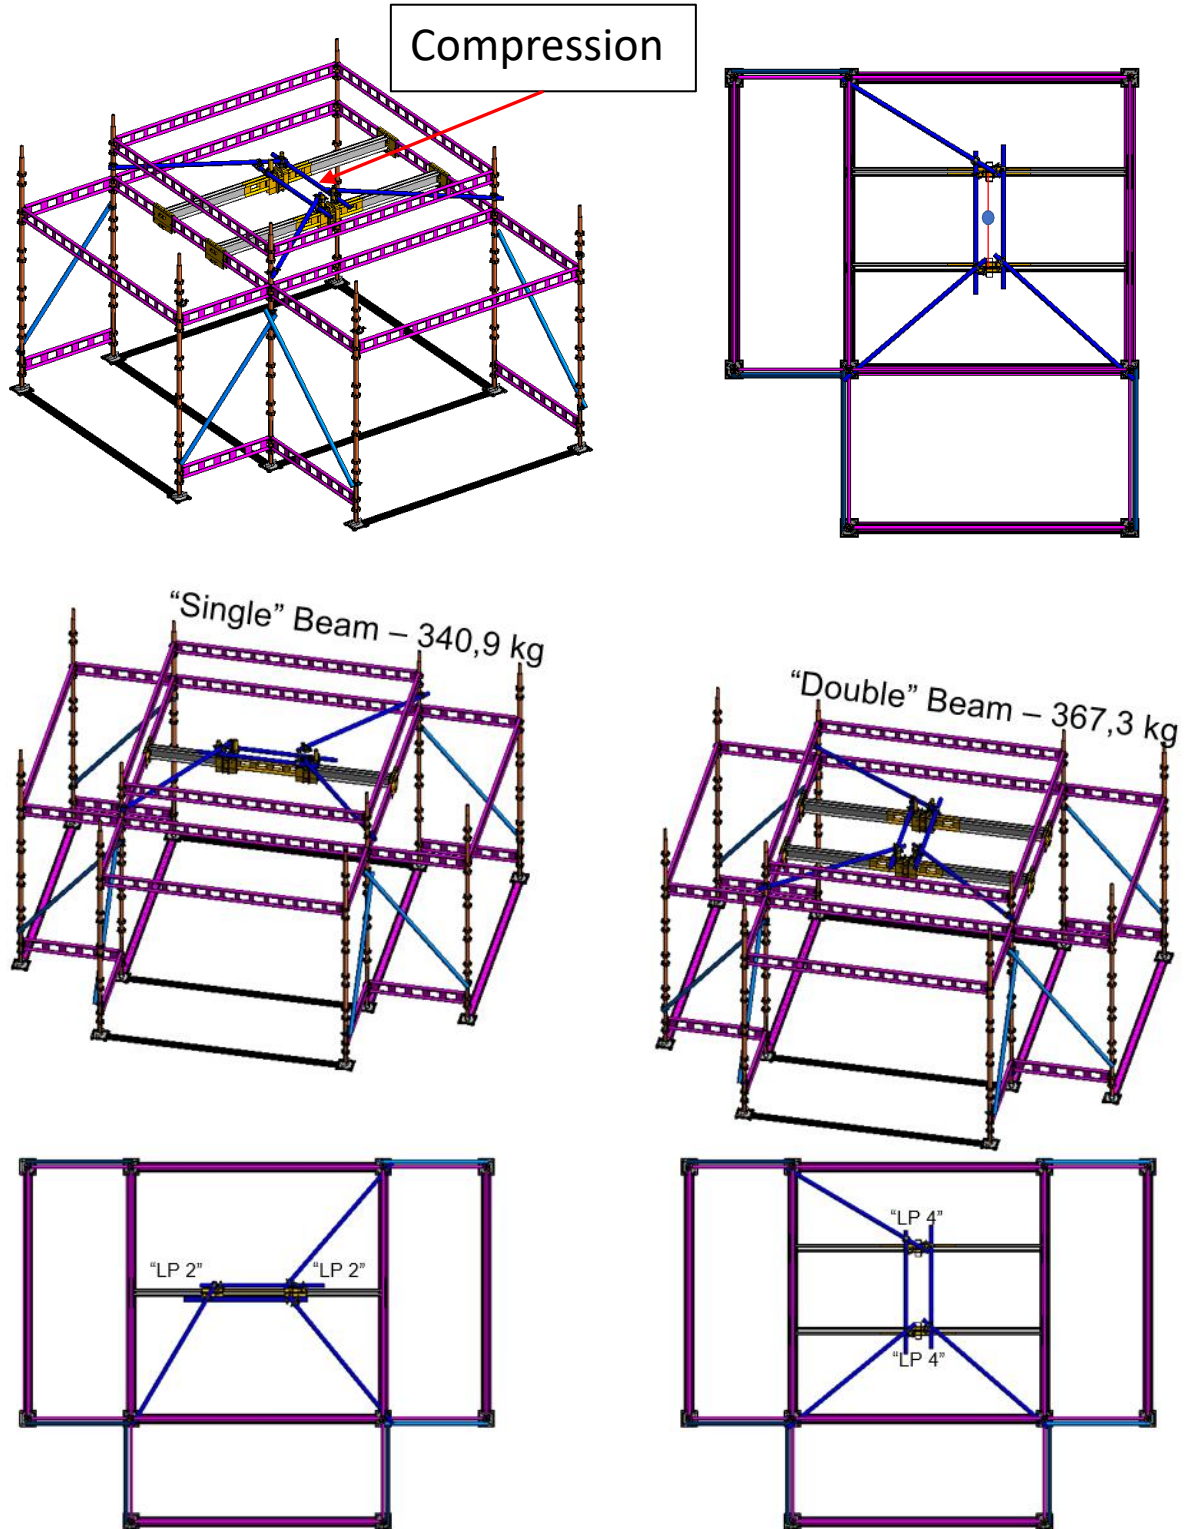 Compression
“Single” Beam – 340,9 kg
“Double” Beam – 367,3 kg
“LP 2”
“LP 2”
“LP 4”
“LP 4”